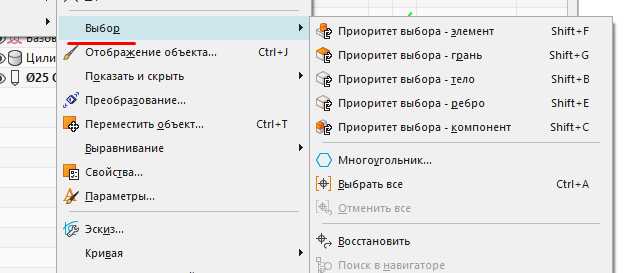 Выбор
Отображение объекта... Ctrl+J
Показать и скрыть
Преобразование...
Переместить объект... Ctrl+T
Выравнивание
Свойства...
Параметры...
Эскиз...
Кривая
Приоритет выбора - элемент Shift+F
Приоритет выбора - грань Shift+G
Приоритет выбора - тело Shift+B
Приоритет выбора - ребро Shift+E
Приоритет выбора - компонент Shift+C
Многоугольник...
Выбрать все Ctrl+A
Отменить все
Восстановить
Поиск в навигаторе
Базов
Цили
Ø25